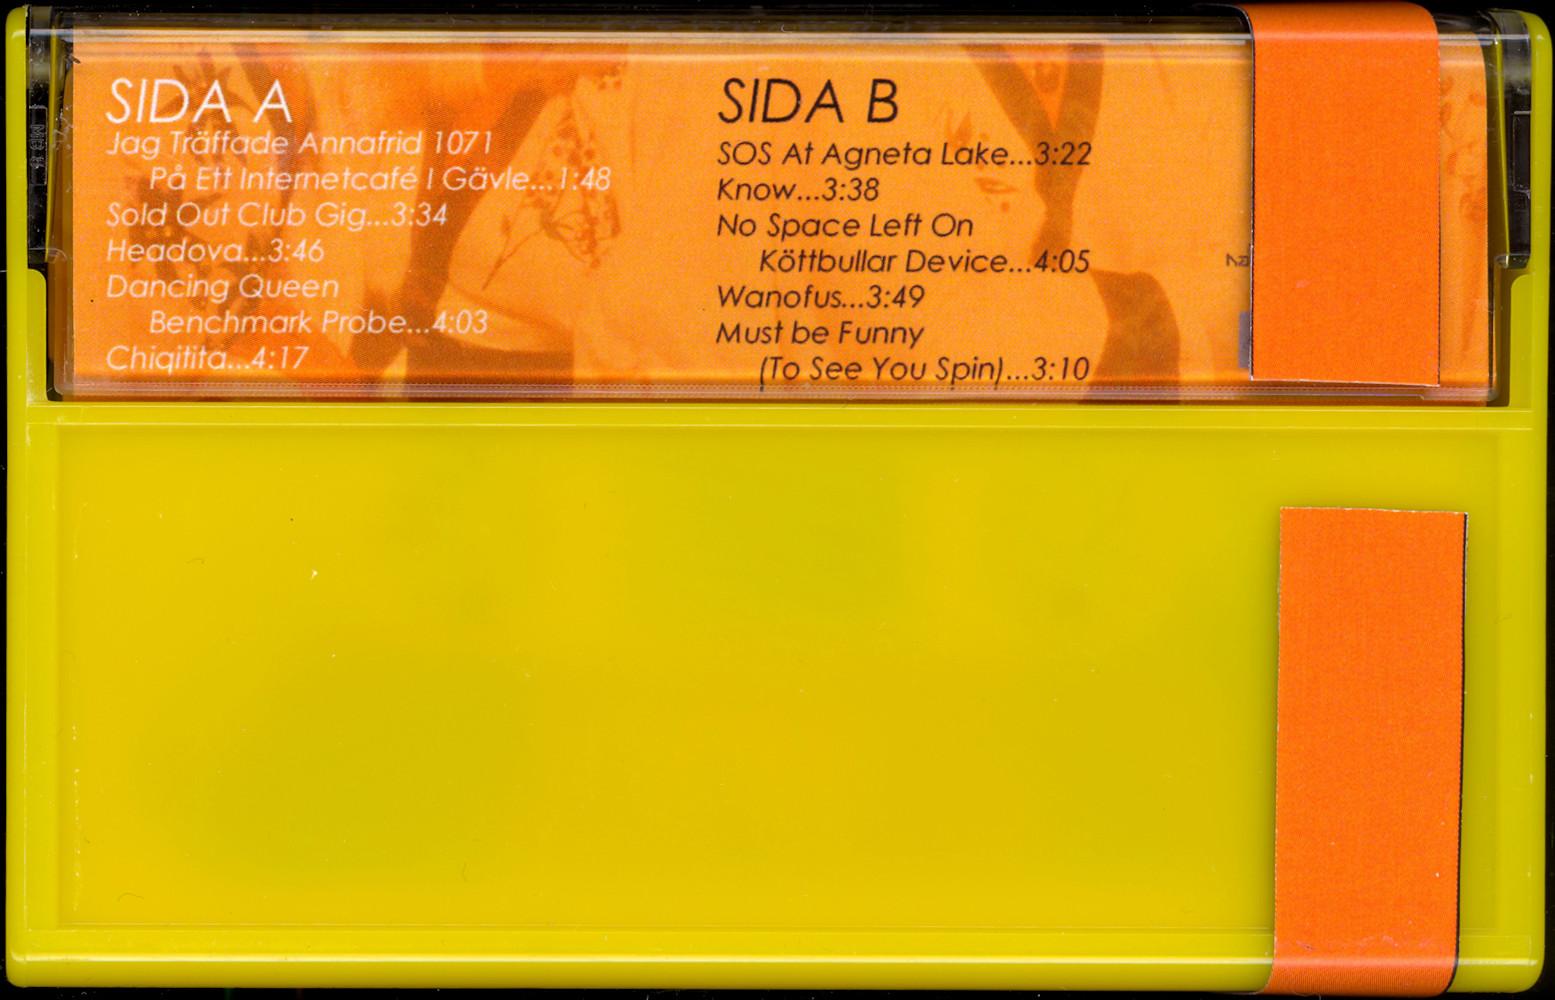 SIDA A
Jag Träffade Annafrid 1071
På Ett Internetcafé I Gävle...1:48
Sold Out Club Gig...3:34
Headova...3:46
Dancing Queen
Benchmark Probe...4:03
Chiqitita...4:17
SIDA B
SOS At Agneta Lake...3:22
Know...3:38
No Space Left On
Köttbullar Device...4:05
Wanofus...3:49
Must be Funny
(To See You Spin)...3:10